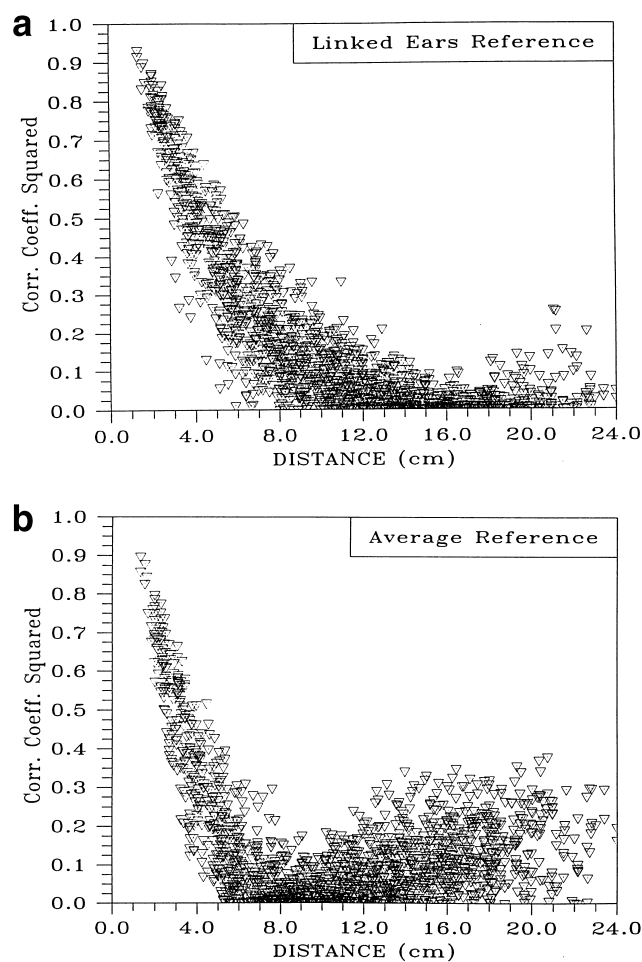 a
Linked Ears Reference
1.0
0.9
0.8
0.7
0.6
0.5
0.4
0.3
0.2
0.1
0.0
Corr. Coeff. Squared
0.0 4.0 8.0 12.0 16.0 20.0 24.0
DISTANCE (cm)
b
Average Reference
1.0
0.9
0.8
0.7
0.6
0.5
0.4
0.3
0.2
0.1
0.0
Corr. Coeff. Squared
0.0 4.0 8.0 12.0 16.0 20.0 24.0
DISTANCE (cm)